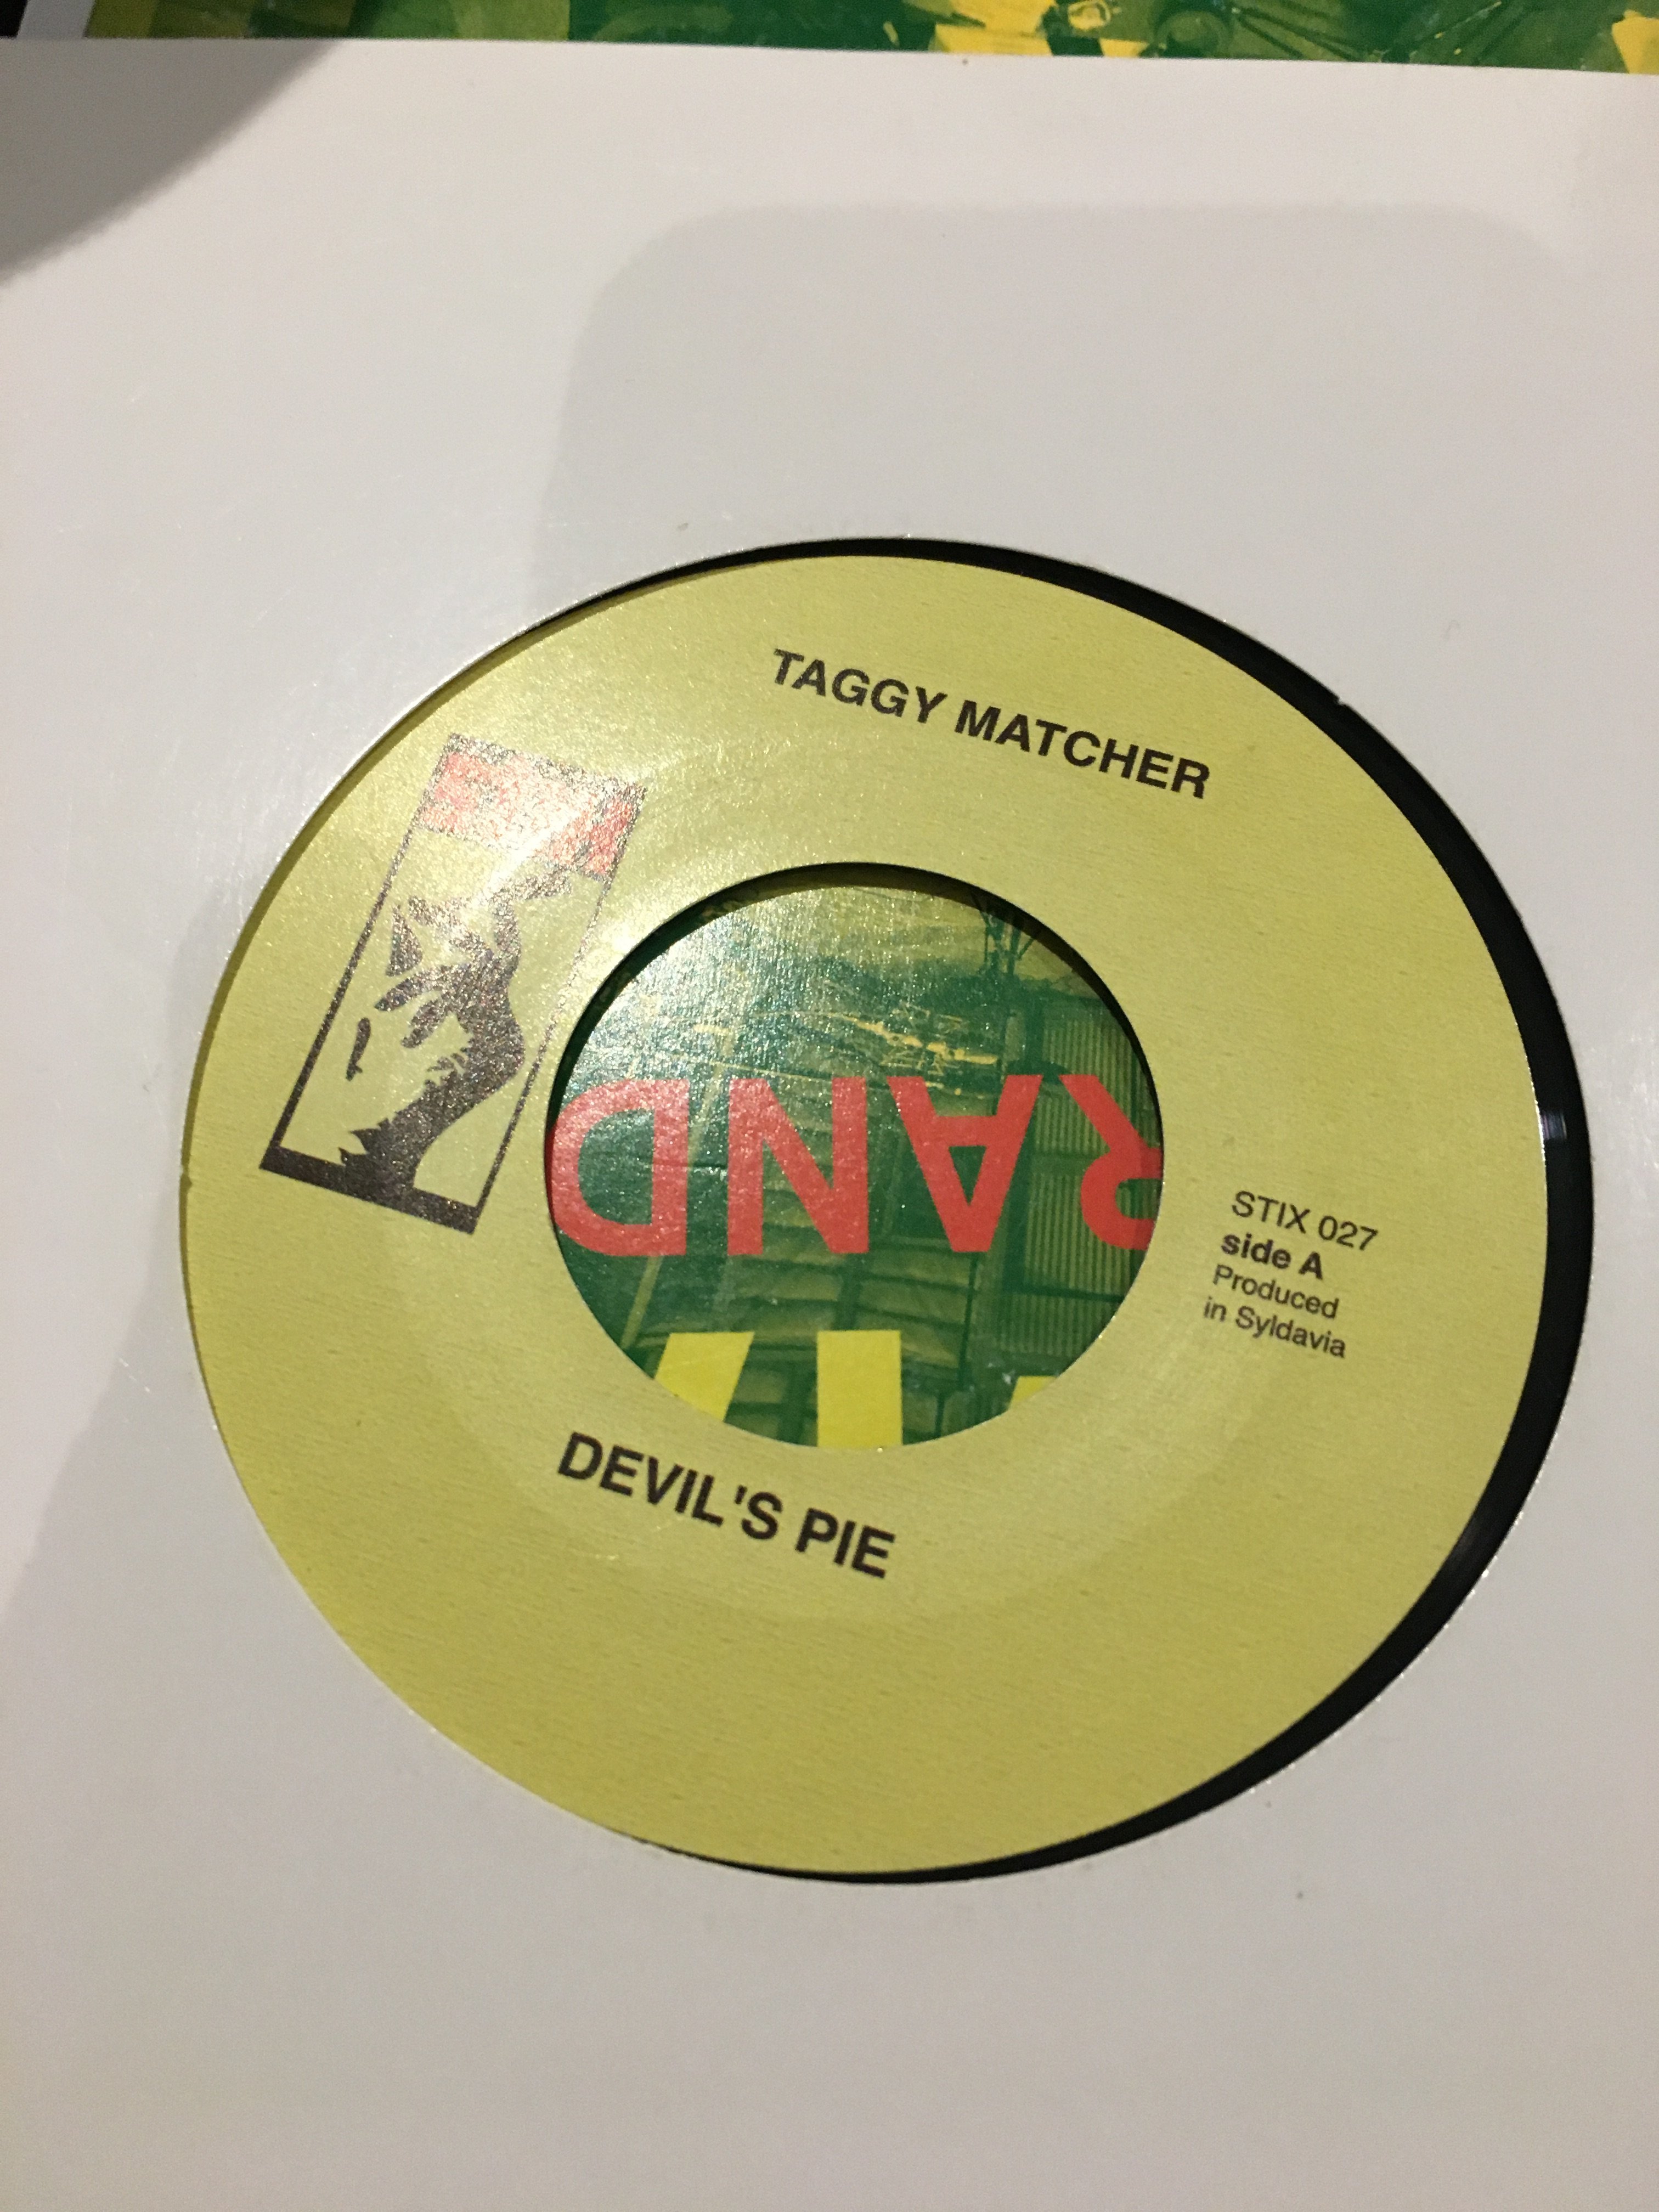 TAGGY MATCHER
STIX 027
side A
Produced
in Syldavia
DEVIL'S PIE
RAND